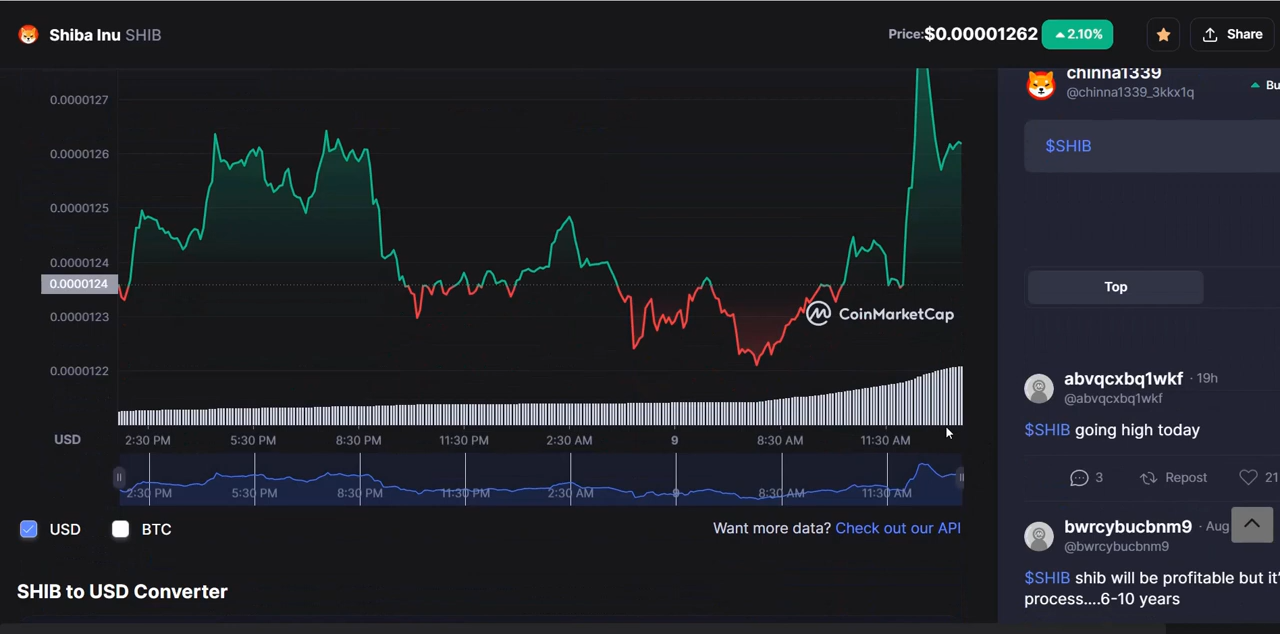 Shiba Inu SHIB
Price:$0.00001262 2.10%
Share
0.0000127
0.0000126
0.0000125
0.0000124
0.0000124
0.0000123
0.0000122
CoinMarketCap
USD 2:30 PM 5:30 PM 8:30 PM 11:30 PM 2:30 AM 9 8:30 AM 11:30 AM
2:30 PM 5:30 PM 8:30 PM 11:30 PM 2:30 AM 9 8:30 AM 11:30 AM
USD BTC
Want more data? Check out our API
SHIB to USD Converter
chinna1339
@chinna1339_3kkx1q
Bu
$SHIB
Top
abvqcxbq1wkf · 19h
@abvqcxbq1wkf
$SHIB going high today
3 Repost 21
bwrcybucbnm9 · Aug
@bwrcybucbnm9
$SHIB shib will be profitable but it'
process....6-10 years